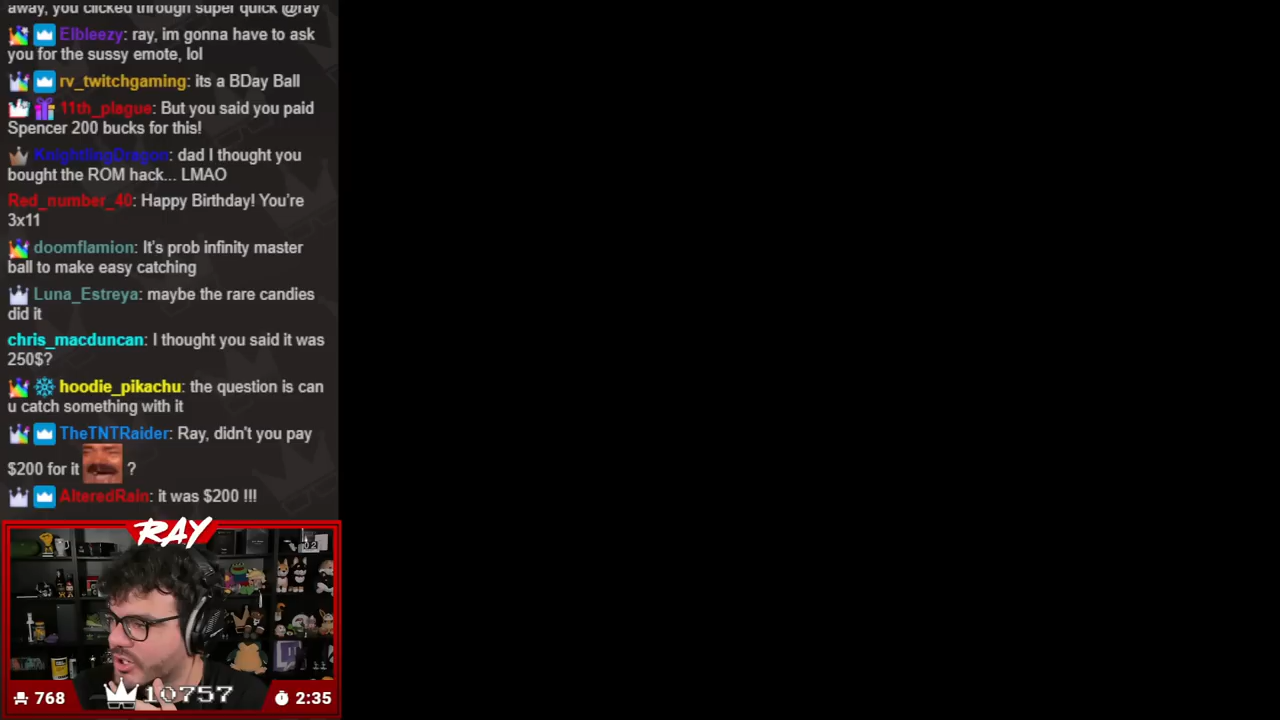 away, you clicked through super quick @ray
Elbleezy: ray, im gonna have to ask
you for the sussy emote, lol
rv_twitchgaming: its a BDay Ball
11th_plague: But you said you paid
Spencer 200 bucks for this!
KnightlingDragon: dad I thought you
bought the ROM hack... LMAO
Red_number_40: Happy Birthday! You're
3x11
doomflamion: It's prob infinity master
ball to make easy catching
Luna_Estreya: maybe the rare candies
did it
chris_macduncan: I thought you said it was
250$?
hoodie_pikachu: the question is can
u catch something with it
TheTNTRaider: Ray, didn't you pay
$200 for it ?
AlteredRain: it was $200 !!!
RAY
768
10757
2:35